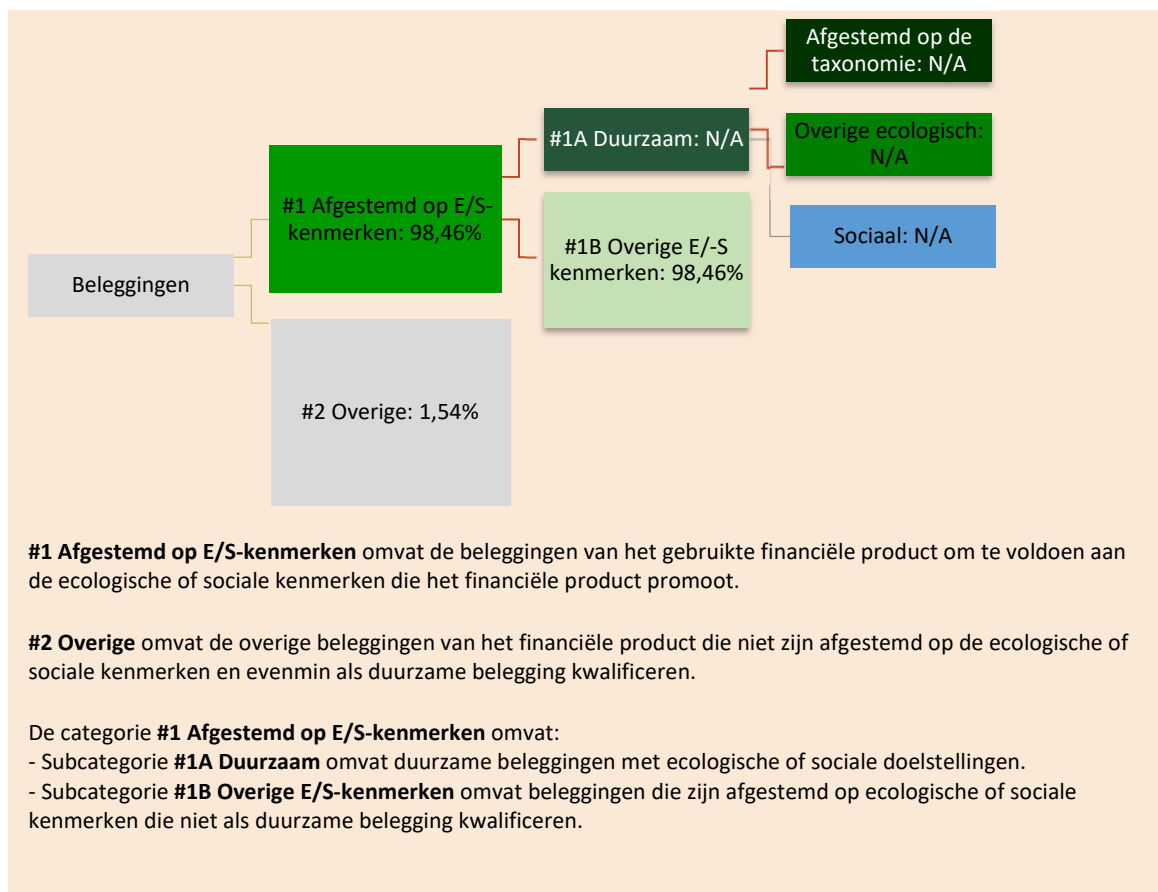 Afgestemd op de
taxonomie: N/A
#1A Duurzaam: N/A
Overige ecologisch:
N/A
#1 Afgestemd op E/S-
kenmerken: 98,46%
#1B Overige E/-S
kenmerken: 98,46%
Sociaal: N/A
Beleggingen
#2 Overige: 1,54%
#1 Afgestemd op E/S-kenmerken omvat de beleggingen van het gebruikte financiële product om te voldoen aan
de ecologische of sociale kenmerken die het financiële product promoot.
#2 Overige omvat de overige beleggingen van het financiële product die niet zijn afgestemd op de ecologische of
sociale kenmerken en evenmin als duurzame belegging kwalificeren.
De categorie #1 Afgestemd op E/S-kenmerken omvat:
- Subcategorie #1A Duurzaam omvat duurzame beleggingen met ecologische of sociale doelstellingen.
- Subcategorie #1B Overige E/S-kenmerken omvat beleggingen die zijn afgestemd op ecologische of sociale
kenmerken die niet als duurzame belegging kwalificeren.